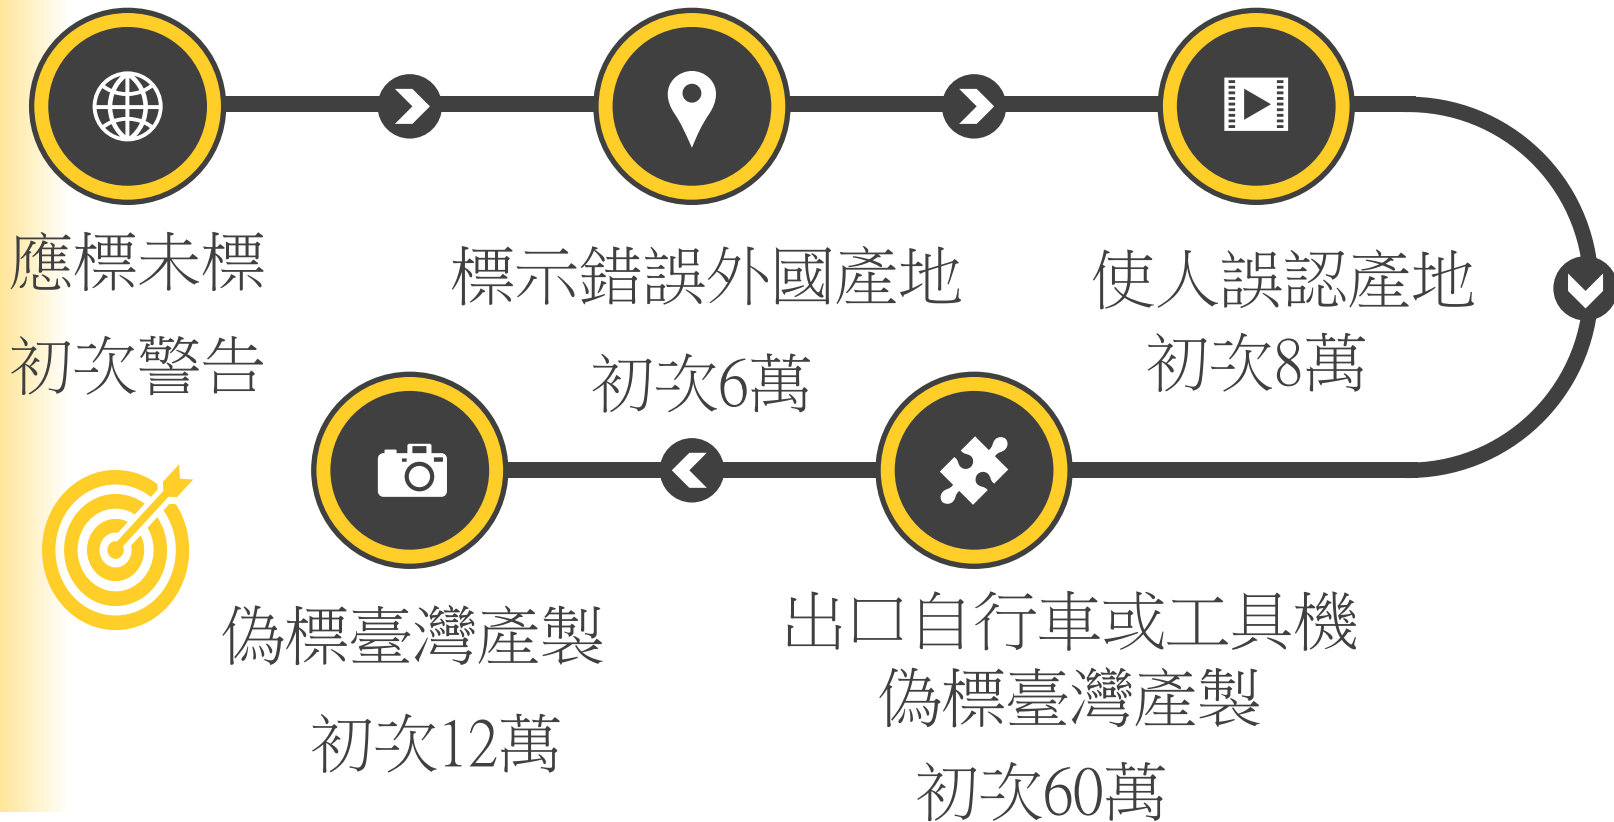 應標未標
初次警告
標示錯誤外國產地
初次6萬
使人誤認產地
初次8萬
出口自行車或工具機
偽標臺灣產製
初次60萬
偽標臺灣產製
初次12萬